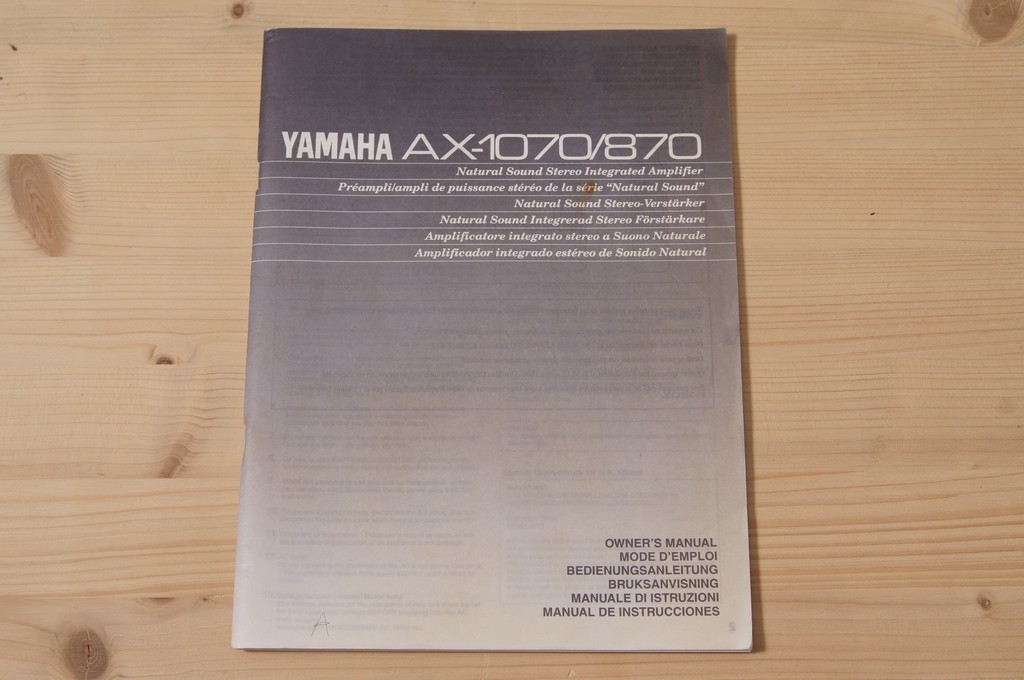 YAMAHA AX-1070/870
Natural Sound Stereo Integrated Amplifier
Préampli/ampli de puissance stéréo de la série “Natural Sound”
Natural Sound Stereo-Verstärker
Natural Sound Integrerad Stereo Förstärkare
Amplificatore integrato stereo a Suono Naturale
Amplificador integrado estéreo de Sonido Natural
OWNER'S MANUAL
MODE D'EMPLOI
BEDIENUNGSANLEITUNG
BRUKSANVISNING
MANUALE DI ISTRUZIONI
MANUAL DE INSTRUCCIONES
A